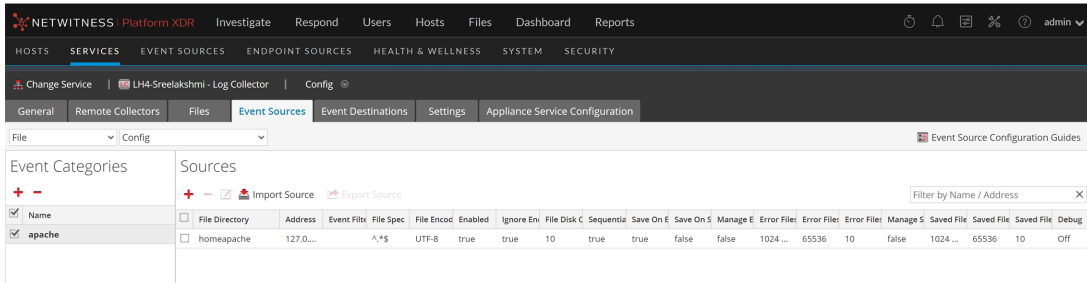 NETWITNESS Platform XDR Investigate Respond Users Hosts Files Dashboard Reports admin
HOSTS SERVICES EVENT SOURCES ENDPOINT SOURCES HEALTH & WELLNESS SYSTEM SECURITY
Change Service | LH4-Sreelakshmi - Log Collector | Config
General Remote Collectors Files Event Sources Event Destinations Settings Appliance Service Configuration
File Config Event Source Configuration Guides
Event Categories Sources
Import Source Export Source Filter by Name / Address
Name File Directory Address Event Filte File Spec File Encod Enabled Ignore En File Disk Q Sequentia Save On E Save On S Manage E Error Files Error Files Error Files Manage S Saved File Saved File Saved File Debug
apache homeapache 127.0.... ^.*$ UTF-8 true true 10 true true false false 1024 ... 65536 10 false 1024 ... 65536 10 Off